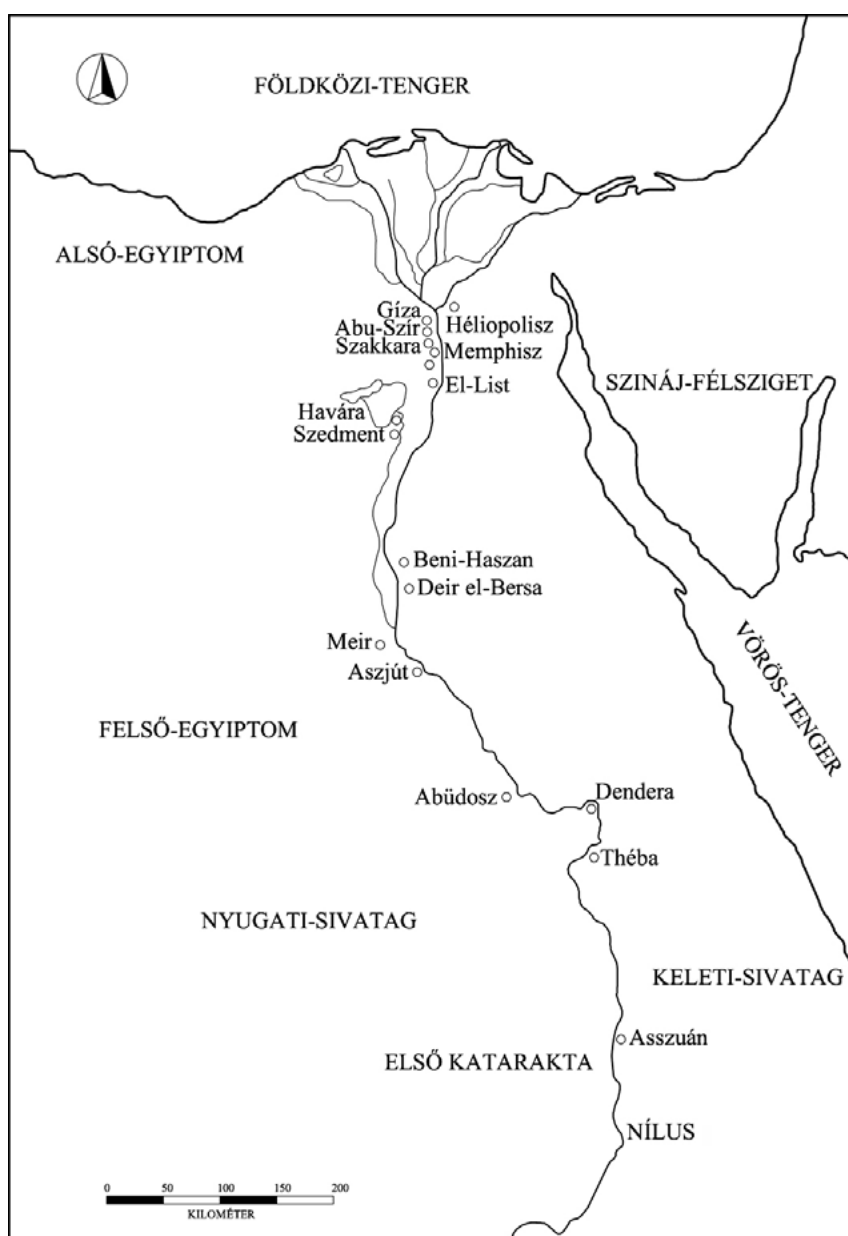 FÖLDKÖZI-TENGER
ALSÓ-EGYIPTOM
Gíza
Héliopolisz
Abu-Szír
Szakkara
Memphisz
El-List
SZINÁJ-FÉLSZIGET
Havára
Szedment
Beni-Haszan
Deir el-Bersa
Meir
Aszjút
VÖRÖS-TENGER
FELSŐ-EGYIPTOM
Abüdosz
Dendera
Théba
NYUGATI-SIVATAG
KELETI-SIVATAG
Asszuán
ELSŐ KATARAKTA
NÍLUS
0 50 100 150 200
KILOMÉTER